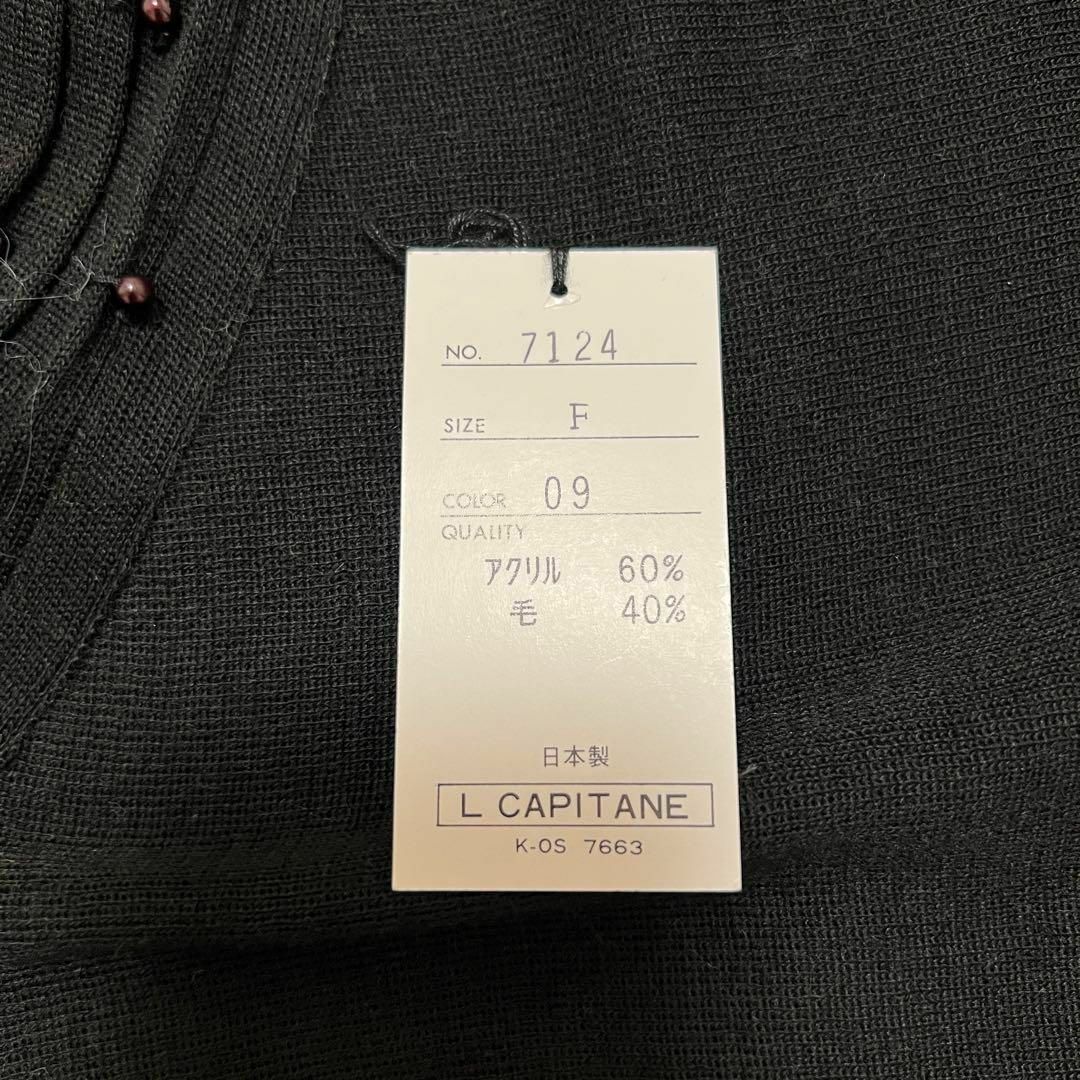 NO. 7124
SIZE F
COLOR 09
QUALITY
アクリル 60%
毛 40%
日本製
L CAPITANE
K-OS 7663